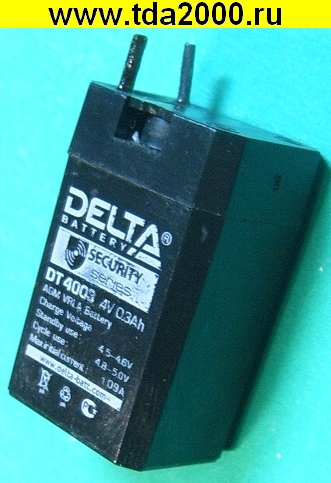 www.tda2000.ru
DELTA®
BATTERY
SECURITY
series
DT 4003 4V 0.3Ah
AGM VRLA Battery
Charge Voltage
Standby use: 4.5-4.6V
Cycle use: 4.8-5.0V
Max initial current: 1.09A
www.delta-batt.com